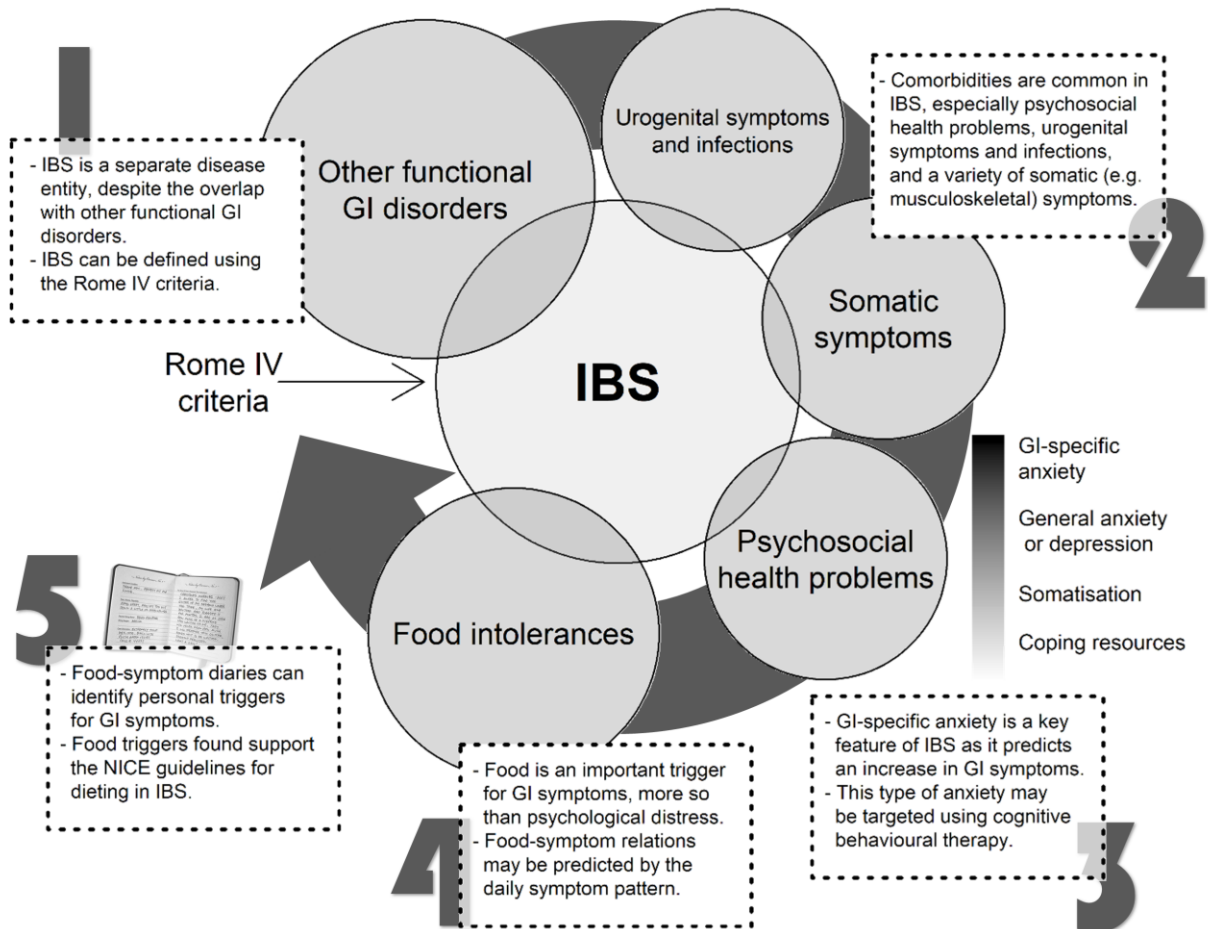 1
- IBS is a separate disease
entity, despite the overlap
with other functional GI
disorders.
- IBS can be defined using
the Rome IV criteria.
Other functional
GI disorders
Urogenital symptoms
and infections
- Comorbidities are common in
IBS, especially psychosocial
health problems, urogenital
symptoms and infections,
and a variety of somatic (e.g.
musculoskeletal) symptoms.
2
Somatic
symptoms
Rome IV
criteria
IBS
GI-specific
anxiety
General anxiety
or depression
Somatisation
Coping resources
Psychosocial
health problems
- GI-specific anxiety is a key
feature of IBS as it predicts
an increase in GI symptoms.
- This type of anxiety may
be targeted using cognitive
behavioural therapy.
3
Food intolerances
- Food is an important trigger
for GI symptoms, more so
than psychological distress.
- Food-symptom relations
may be predicted by the
daily symptom pattern.
4
5
- Food-symptom diaries can
identify personal triggers
for GI symptoms.
- Food triggers found support
the NICE guidelines for
dieting in IBS.